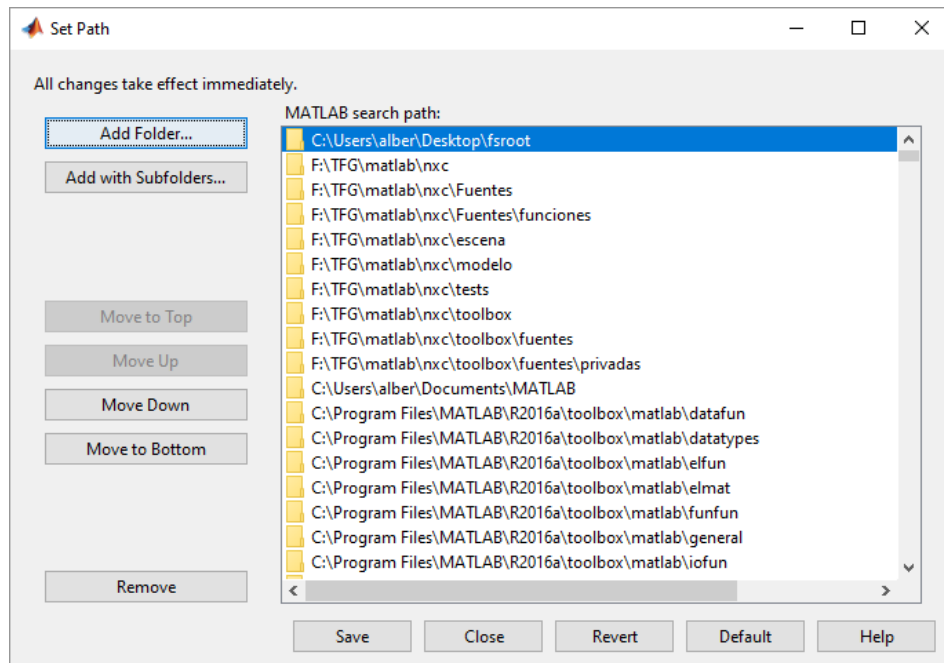 Set Path
All changes take effect immediately.
MATLAB search path:
Add Folder...
Add with Subfolders...
Move to Top
Move Up
Move Down
Move to Bottom
Remove
C:\Users\alber\Desktop\fsroot
F:\TFG\matlab\nxc
F:\TFG\matlab\nxc\Fuentes
F:\TFG\matlab\nxc\Fuentes\funciones
F:\TFG\matlab\nxc\escena
F:\TFG\matlab\nxc\modelo
F:\TFG\matlab\nxc\tests
F:\TFG\matlab\nxc\toolbox
F:\TFG\matlab\nxc\toolbox\fuentes
F:\TFG\matlab\nxc\toolbox\fuentes\privadas
C:\Users\alber\Documents\MATLAB
C:\Program Files\MATLAB\R2016a\toolbox\matlab\datafun
C:\Program Files\MATLAB\R2016a\toolbox\matlab\datatypes
C:\Program Files\MATLAB\R2016a\toolbox\matlab\elfun
C:\Program Files\MATLAB\R2016a\toolbox\matlab\elmat
C:\Program Files\MATLAB\R2016a\toolbox\matlab\funfun
C:\Program Files\MATLAB\R2016a\toolbox\matlab\general
C:\Program Files\MATLAB\R2016a\toolbox\matlab\iofun
Save Close Revert Default Help